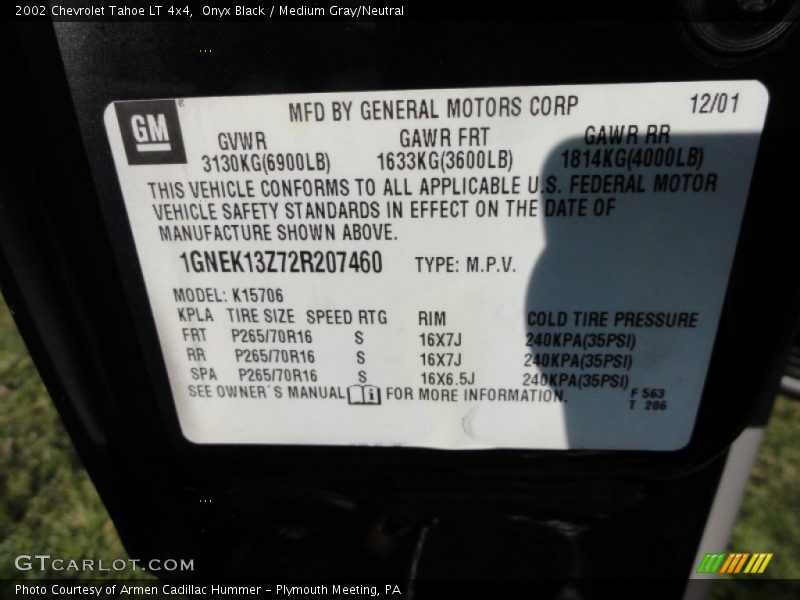 2002 Chevrolet Tahoe LT 4x4,  Onyx Black / Medium Gray/Neutral
GM
MFD BY GENERAL MOTORS CORP 12/01
GVWR GAWR FRT GAWR RR
3130KG(6900LB) 1633KG(3600LB) 1814KG(4000LB)
THIS VEHICLE CONFORMS TO ALL APPLICABLE U.S. FEDERAL MOTOR
VEHICLE SAFETY STANDARDS IN EFFECT ON THE DATE OF
MANUFACTURE SHOWN ABOVE.
1GNEK13Z72R207460 TYPE: M.P.V.
MODEL: K15706
KPLA TIRE SIZE SPEED RTG RIM COLD TIRE PRESSURE
FRT P265/70R16 S 16X7J 240KPA(35PSI)
RR P265/70R16 S 16X7J 240KPA(35PSI)
SPA P265/70R16 S 16X6.5J 240KPA(35PSI)
SEE OWNER'S MANUAL i FOR MORE INFORMATION. F 563
T 206
GTCARLOT.COM
Photo Courtesy of Armen Cadillac Hummer - Plymouth Meeting, PA